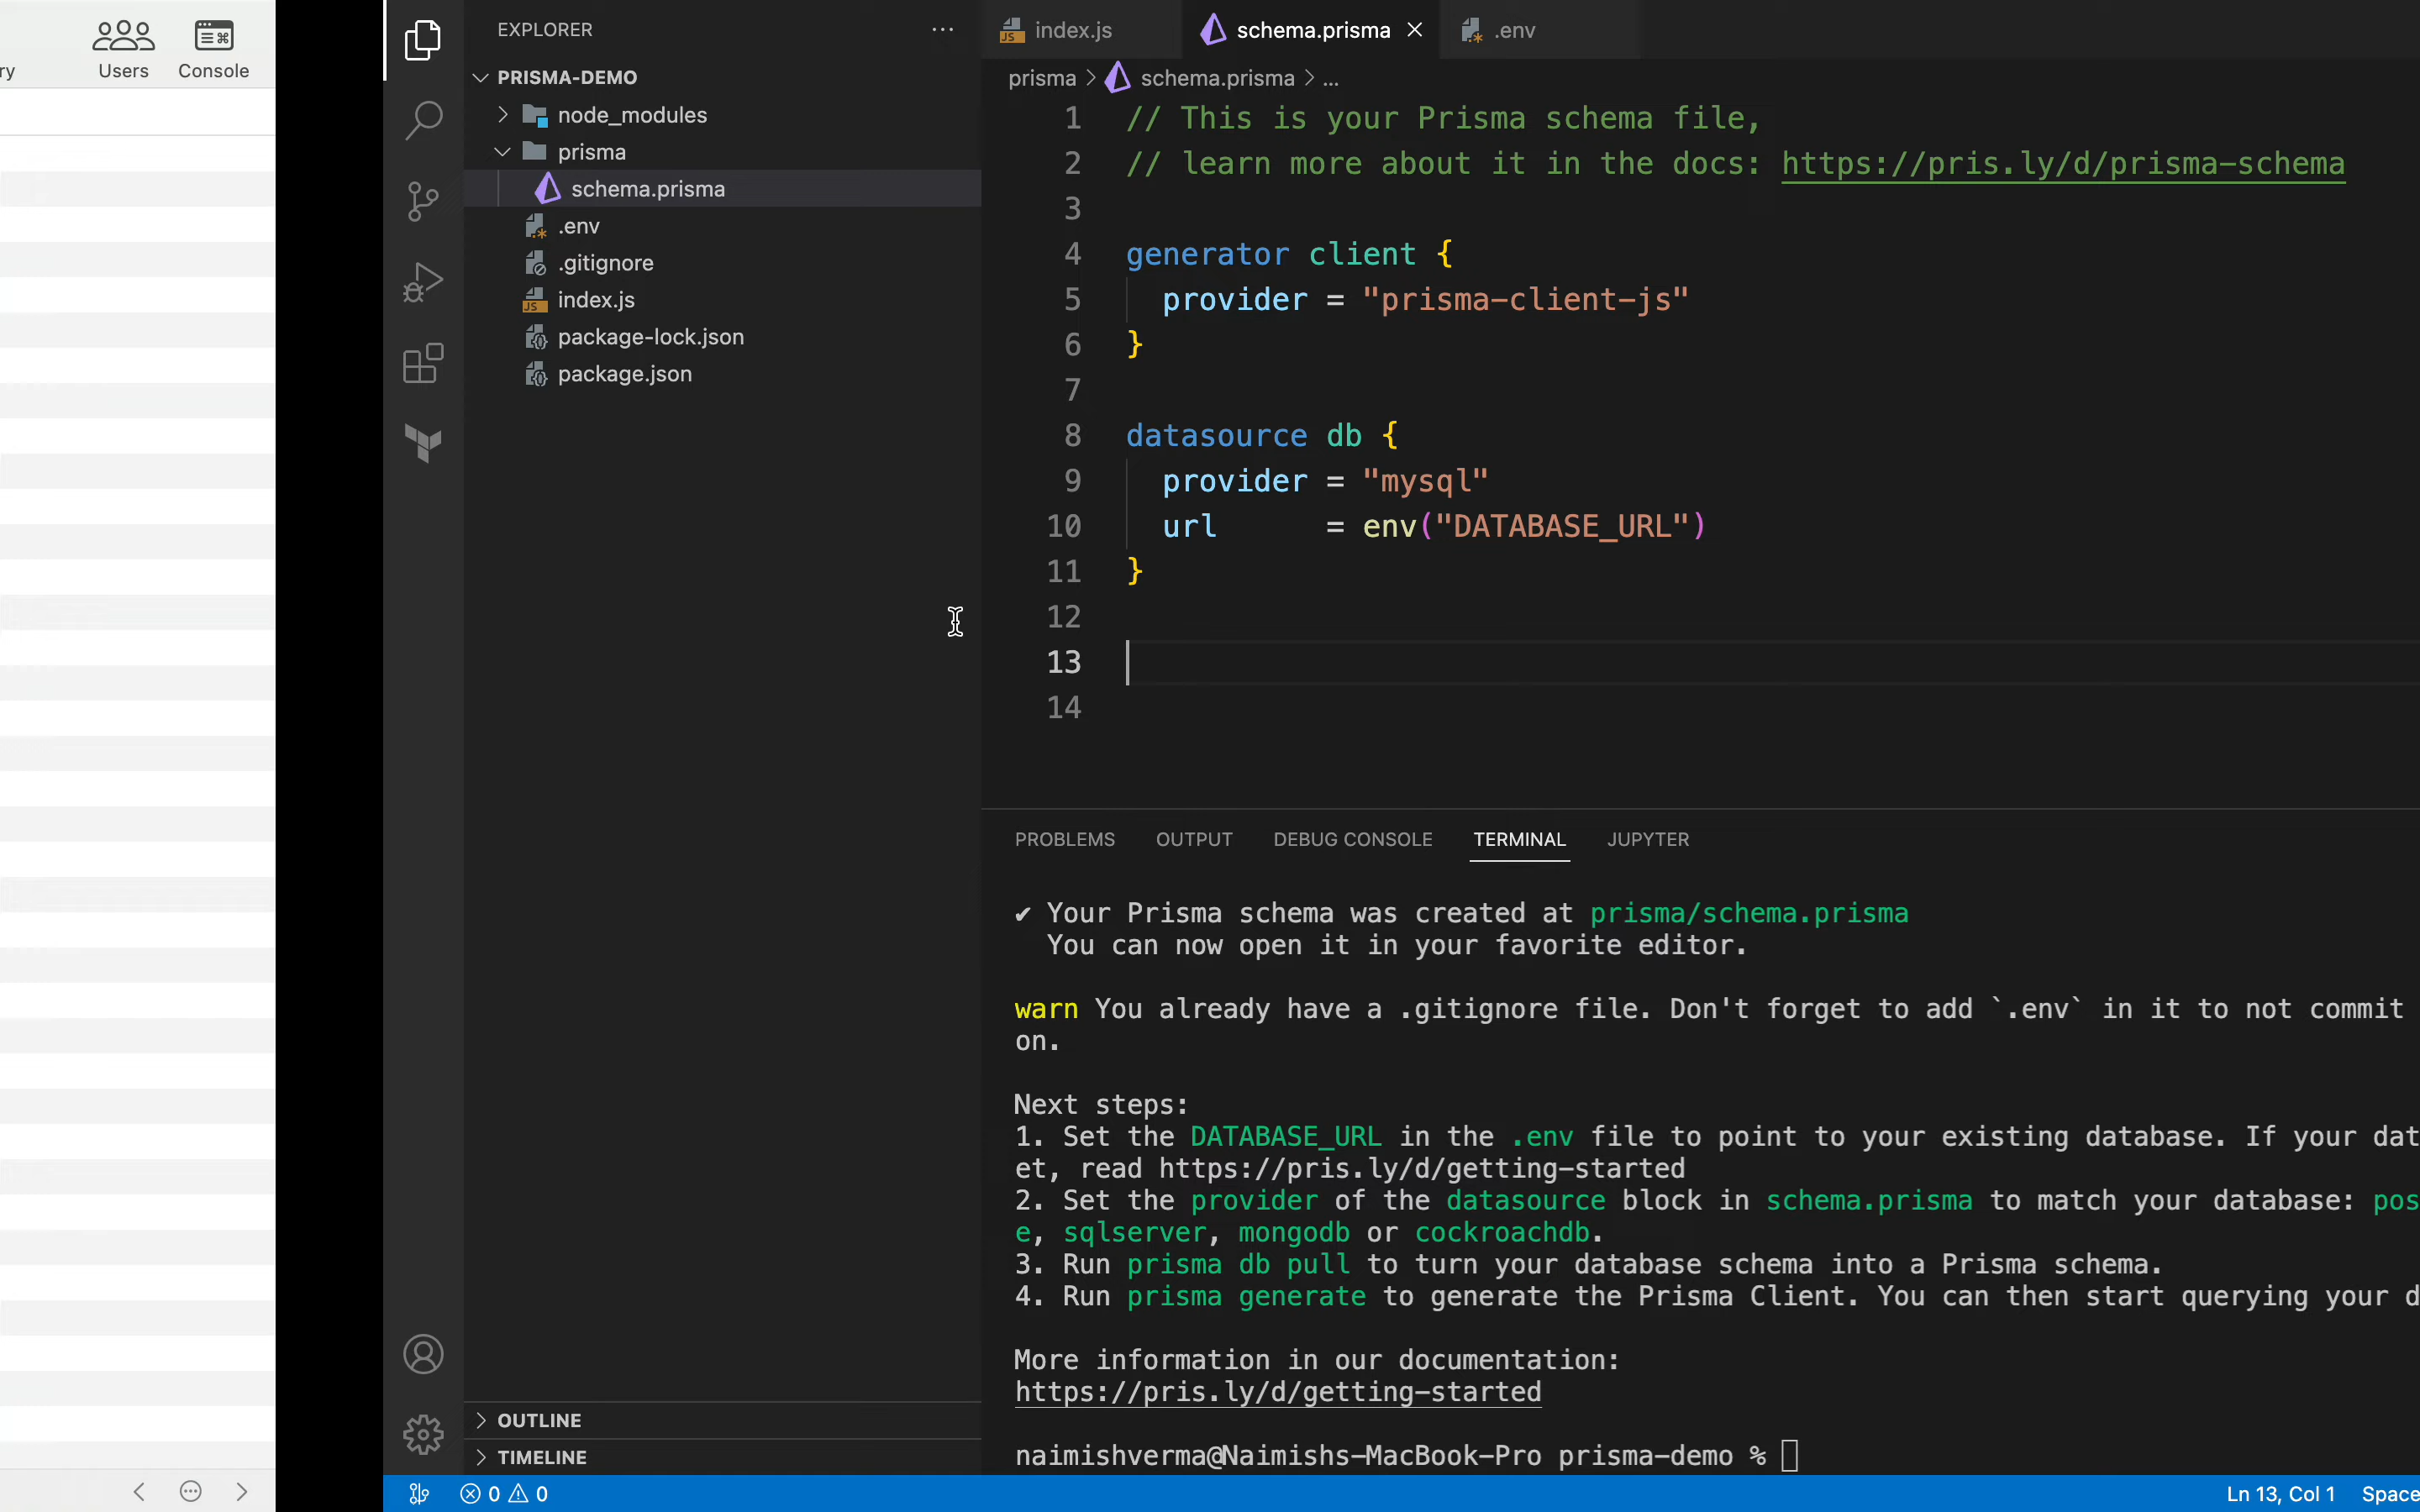 ry
Users
Console
EXPLORER
PRISMA-DEMO
node_modules
prisma
schema.prisma
.env
.gitignore
index.js
package-lock.json
package.json
OUTLINE
TIMELINE
index.js
schema.prisma
.env
prisma > schema.prisma > ...
1 // This is your Prisma schema file,
2 // learn more about it in the docs: https://pris.ly/d/prisma-schema
3
4 generator client {
5 provider = "prisma-client-js"
6 }
7
8 datasource db {
9 provider = "mysql"
10 url = env("DATABASE_URL")
11 }
12
13
14
PROBLEMS OUTPUT DEBUG CONSOLE TERMINAL JUPYTER
✔ Your Prisma schema was created at prisma/schema.prisma
You can now open it in your favorite editor.
warn You already have a .gitignore file. Don't forget to add `.env` in it to not commit
on.
Next steps:
1. Set the DATABASE_URL in the .env file to point to your existing database. If your dat
et, read https://pris.ly/d/getting-started
2. Set the provider of the datasource block in schema.prisma to match your database: pos
e, sqlserver, mongodb or cockroachdb.
3. Run prisma db pull to turn your database schema into a Prisma schema.
4. Run prisma generate to generate the Prisma Client. You can then start querying your d
More information in our documentation:
https://pris.ly/d/getting-started
naimishverma@Naimishs-MacBook-Pro prisma-demo %
0 0
Ln 13, Col 1 Space